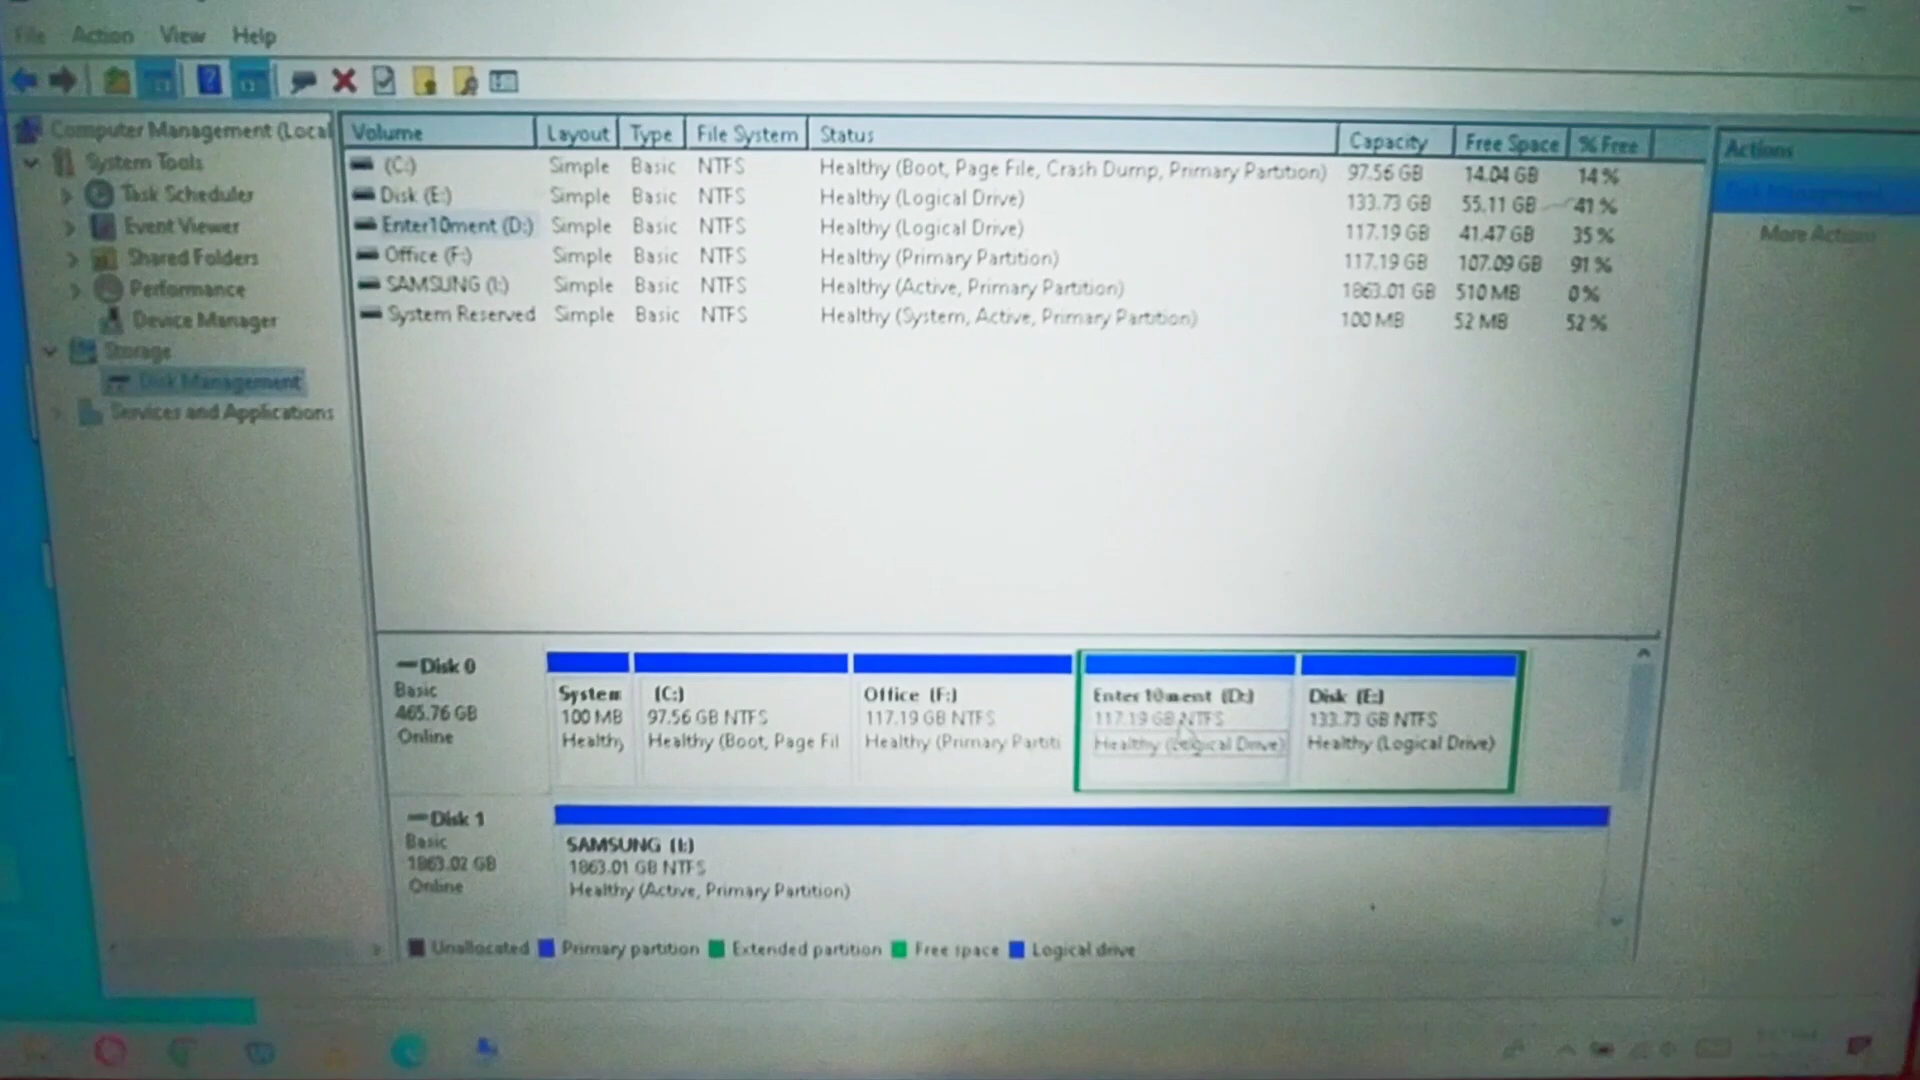 File Action View Help
Computer Management (Local
System Tools
Task Scheduler
Event Viewer
Shared Folders
Performance
Device Manager
Storage
Disk Management
Services and Applications
Volume Layout Type File System Status Capacity Free Space % Free
(C:) Simple Basic NTFS Healthy (Boot, Page File, Crash Dump, Primary Partition) 97.56 GB 14.04 GB 14 %
Disk (E:) Simple Basic NTFS Healthy (Logical Drive) 133.73 GB 55.11 GB 41 %
Enter10ment (D:) Simple Basic NTFS Healthy (Logical Drive) 117.19 GB 41.47 GB 35 %
Office (F:) Simple Basic NTFS Healthy (Primary Partition) 117.19 GB 107.09 GB 91 %
SAMSUNG (I:) Simple Basic NTFS Healthy (Active, Primary Partition) 1863.01 GB 510 MB 0 %
System Reserved Simple Basic NTFS Healthy (System, Active, Primary Partition) 100 MB 52 MB 52 %
Actions
Disk Management
More Actions
Disk 0
Basic
465.76 GB
Online
System
100 MB
Healthy
(C:)
97.56 GB NTFS
Healthy (Boot, Page Fil
Office (F:)
117.19 GB NTFS
Healthy (Primary Partiti
Enter10ment (D:)
117.19 GB NTFS
Healthy (Logical Drive)
Disk (E:)
133.73 GB NTFS
Healthy (Logical Drive)
Disk 1
Basic
1863.02 GB
Online
SAMSUNG (I:)
1863.01 GB NTFS
Healthy (Active, Primary Partition)
Unallocated Primary partition Extended partition Free space Logical drive